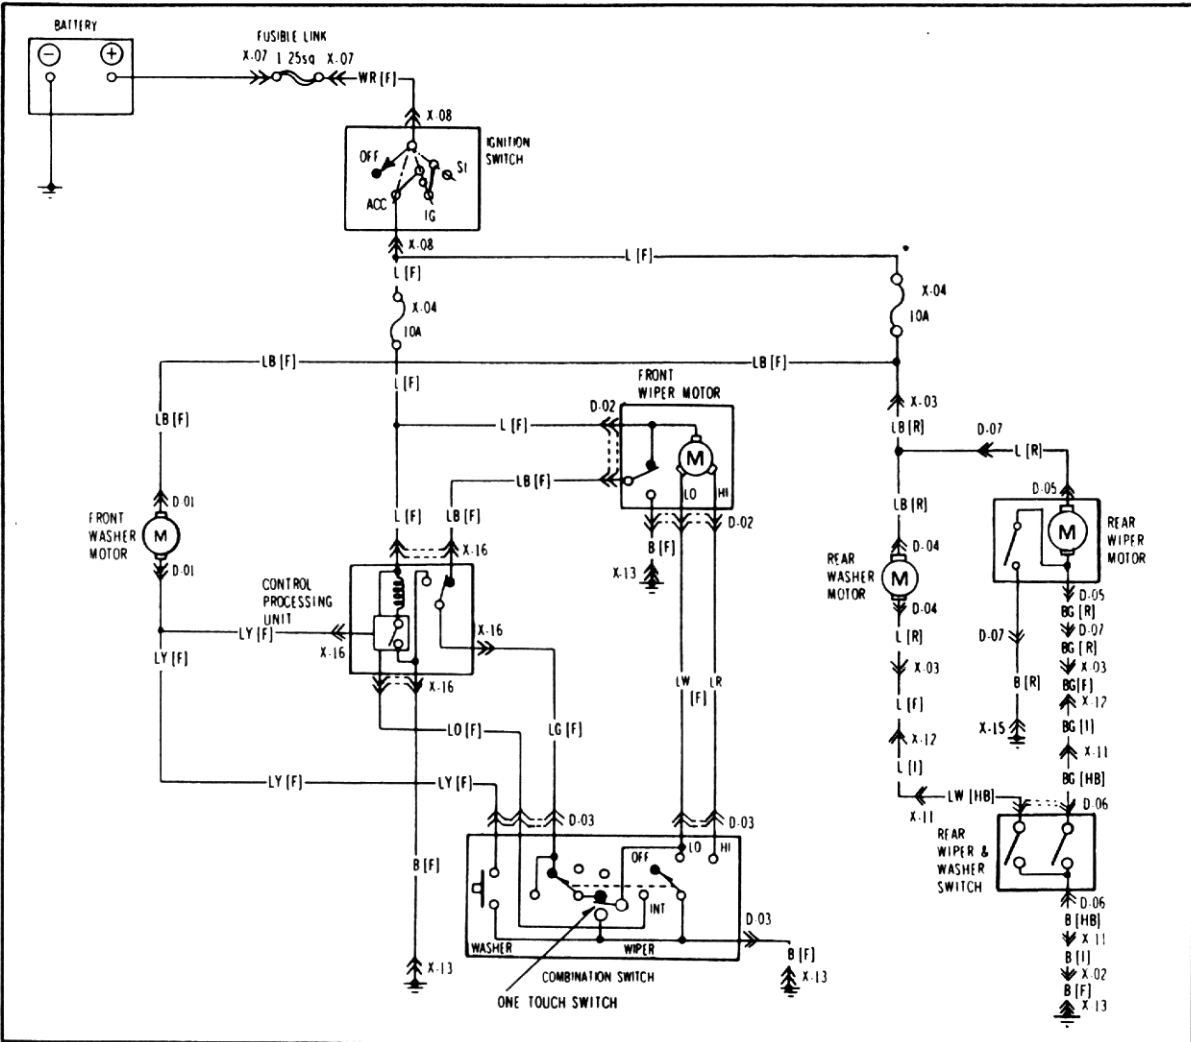 BATTERY
FUSIBLE LINK
X-07 1 25sq X-07
WR [F]
X-08
IGNITION
SWITCH
OFF
ST
ACC
IG
X-08
L [F]
L [F]
X-04
10A
X-04
10A
LB [F]
LB [F]
L [F]
FRONT
WIPER MOTOR
X-03
D-02
LB [R]
D-07
LB [F]
L [F]
L [R]
M
LB [F]
D-05
LO
HI
D-01
L [F]
LB [F]
LB [R]
FRONT
WASHER
MOTOR
M
D-02
M
REAR
WIPER
MOTOR
B [F]
X-16
D-04
D-01
REAR
WASHER
MOTOR
M
X-13
CONTROL
PROCESSING
UNIT
D-05
D-04
BG [R]
LY [F]
X-16
X-16
L [R]
D-07
D-07
BG [R]
LY [F]
X-03
X-03
X-16
LW
LR
[F]
B [R]
BG [F]
L [F]
X-12
LO [F]
LG [F]
X-15
BG [I]
X-12
X-11
L [I]
LY [F]
LY [F]
BG [HB]
LW [HB]
D-06
X-11
D-03
D-03
REAR
WIPER &
WASHER
SWITCH
LO
HI
OFF
B [F]
INT
D-06
D-03
B [HB]
X-11
WASHER
WIPER
B [F]
B [I]
X-13
COMBINATION SWITCH
X-13
X-02
B [F]
ONE TOUCH SWITCH
X-13